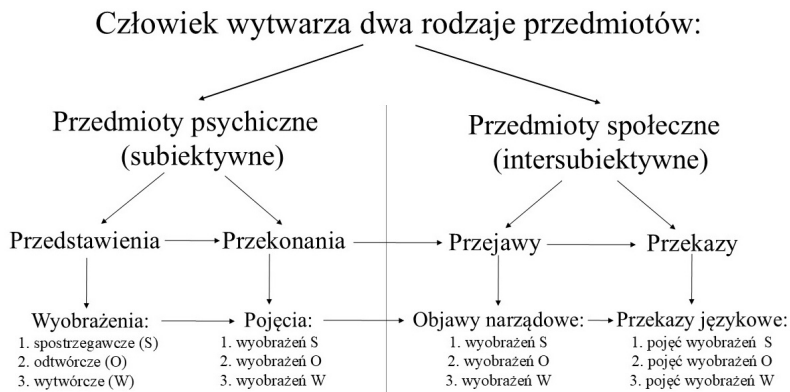 Człowiek wytwarza dwa rodzaje przedmiotów:
Przedmioty psychiczne
(subiektywne)
Przedmioty społeczne
(intersubiektywne)
Przedstawienia
Przekonania
Przejawy
Przekazy
Wyobrażenia:
1. spostrzegawcze (S)
2. odtwórcze (O)
3. wytwórcze (W)
Pojęcia:
1. wyobrażeń S
2. wyobrażeń O
3. wyobrażeń W
Objawy narządowe:
1. wyobrażeń S
2. wyobrażeń O
3. wyobrażeń W
Przekazy językowe:
1. pojęć wyobrażeń S
2. pojęć wyobrażeń O
3. pojęć wyobrażeń W